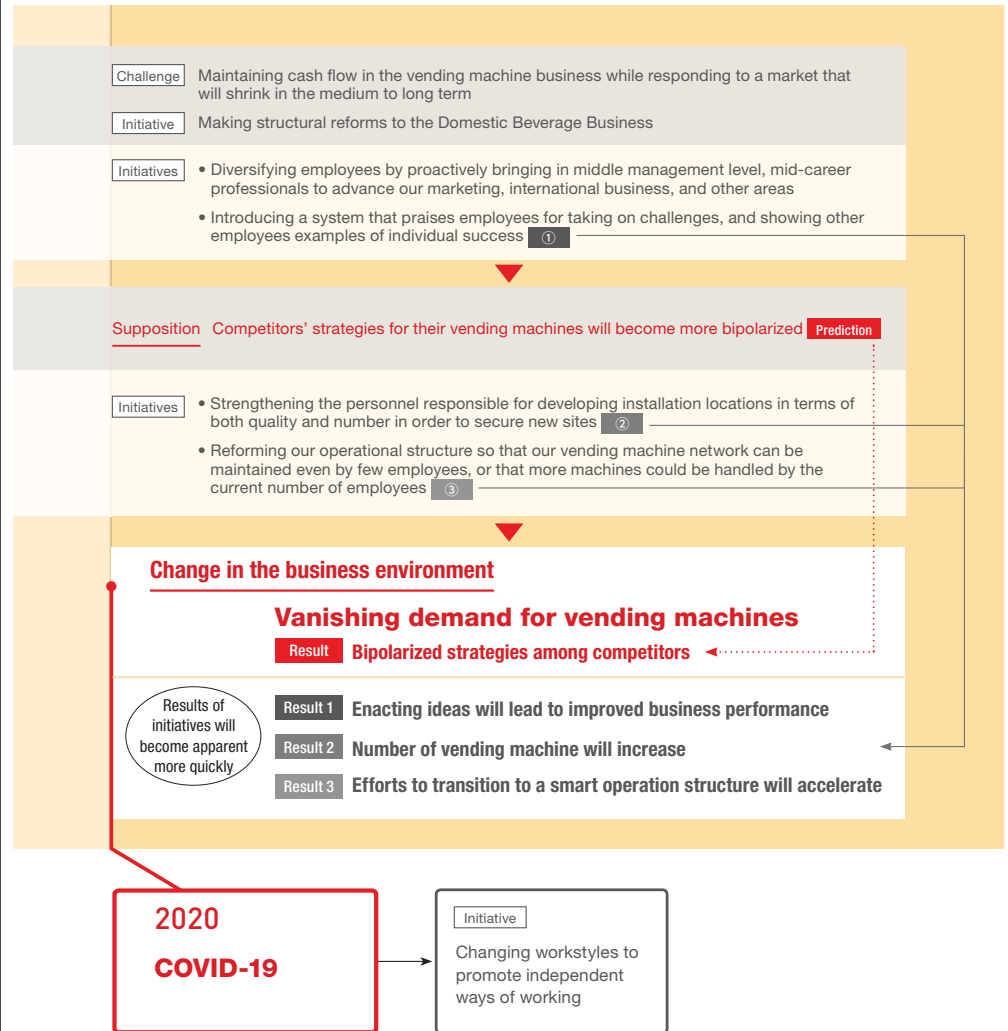 Challenge Maintaining cash flow in the vending machine business while responding to a market that
will shrink in the medium to long term
Initiative Making structural reforms to the Domestic Beverage Business
Initiatives • Diversifying employees by proactively bringing in middle management level, mid-career
professionals to advance our marketing, international business, and other areas
• Introducing a system that praises employees for taking on challenges, and showing other
employees examples of individual success ①
Supposition Competitors’ strategies for their vending machines will become more bipolarized Prediction
Initiatives • Strengthening the personnel responsible for developing installation locations in terms of
both quality and number in order to secure new sites ②
• Reforming our operational structure so that our vending machine network can be
maintained even by few employees, or that more machines could be handled by the
current number of employees ③
Change in the business environment
Vanishing demand for vending machines
Result Bipolarized strategies among competitors
Results of
initiatives will
become apparent
more quickly
Result 1 Enacting ideas will lead to improved business performance
Result 2 Number of vending machine will increase
Result 3 Efforts to transition to a smart operation structure will accelerate
2020
COVID-19
Initiative
Changing workstyles to
promote independent
ways of working